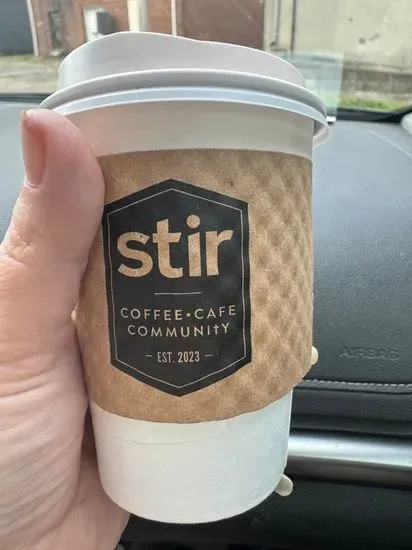 stir
COFFEE•CAFE
COMMUNItY
– EST. 2023 –
AIRBAG